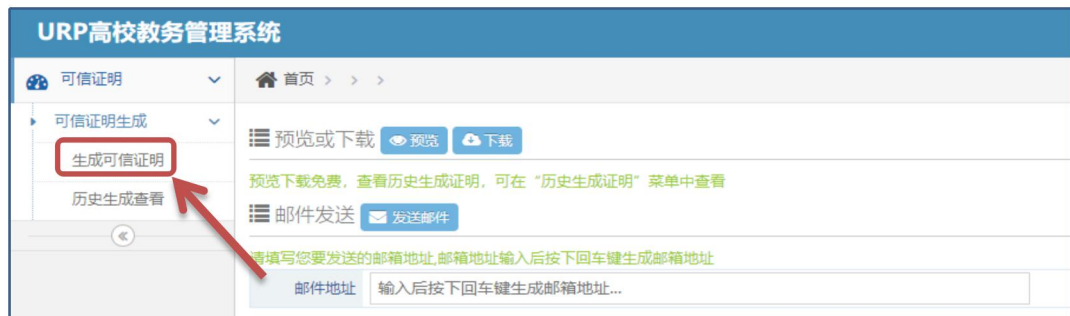 URP高校教务管理系统
可信证明
首页 > > >
可信证明生成
生成可信证明
历史生成查看
预览或下载 预览 下载
预览下载免费，查看历史生成证明，可在“历史生成证明”菜单中查看
邮件发送 发送邮件
请填写您要发送的邮箱地址,邮箱地址输入后按下回车键生成邮箱地址
邮件地址 输入后按下回车键生成邮箱地址...